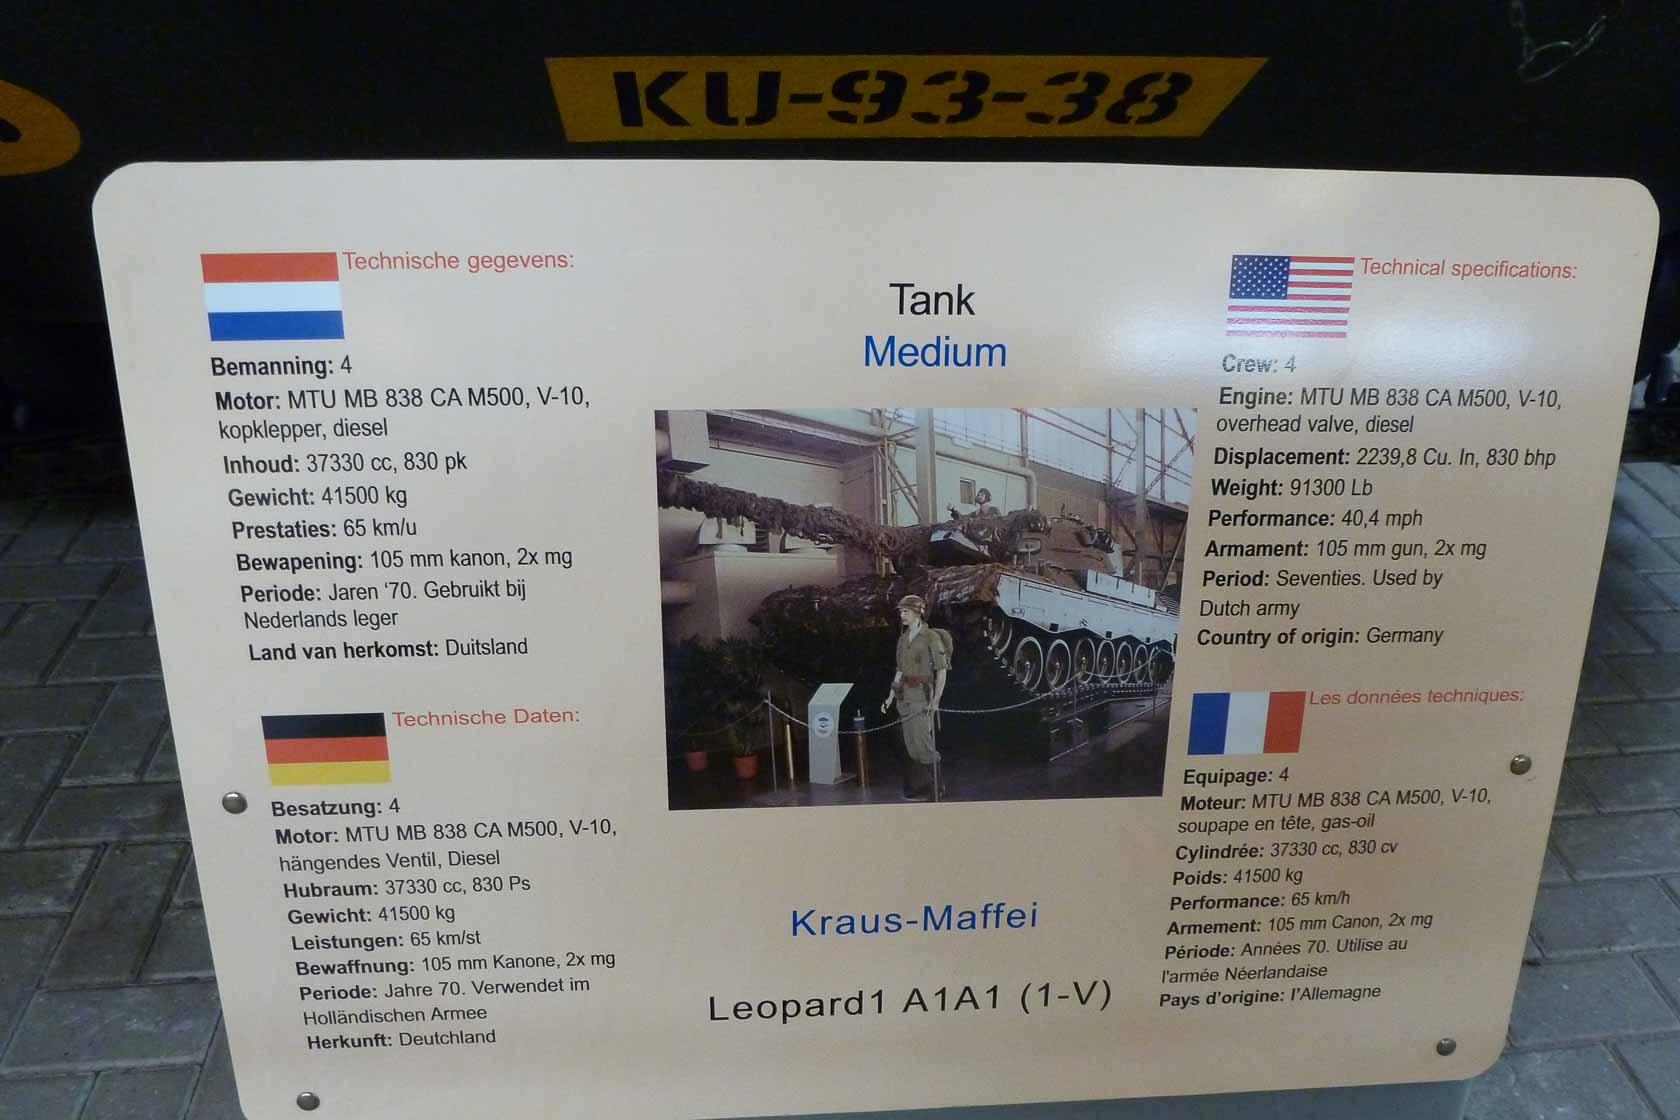 KU-93-38
Technische gegevens:
Bemanning: 4
Motor: MTU MB 838 CA M500, V-10,
kopklepper, diesel
Inhoud: 37330 cc, 830 pk
Gewicht: 41500 kg
Prestaties: 65 km/u
Bewapening: 105 mm kanon, 2x mg
Periode: Jaren ‘70. Gebruikt bij
Nederlands leger
Land van herkomst: Duitsland
Technische Daten:
Besatzung: 4
Motor: MTU MB 838 CA M500, V-10,
hängendes Ventil, Diesel
Hubraum: 37330 cc, 830 Ps
Gewicht: 41500 kg
Leistungen: 65 km/st
Bewaffnung: 105 mm Kanone, 2x mg
Periode: Jahre 70. Verwendet im
Holländischen Armee
Herkunft: Deutchland
Tank
Medium
Kraus-Maffei
Leopard1 A1A1 (1-V)
Technical specifications:
Crew: 4
Engine: MTU MB 838 CA M500, V-10,
overhead valve, diesel
Displacement: 2239,8 Cu. In, 830 bhp
Weight: 91300 Lb
Performance: 40,4 mph
Armament: 105 mm gun, 2x mg
Period: Seventies. Used by
Dutch army
Country of origin: Germany
Les données techniques:
Equipage: 4
Moteur: MTU MB 838 CA M500, V-10,
soupape en tête, gas-oil
Cylindrée: 37330 cc, 830 cv
Poids: 41500 kg
Performance: 65 km/h
Armement: 105 mm Canon, 2x mg
Période: Années 70. Utilise au
l'armée Néerlandaise
Pays d’origine: l’Allemagne